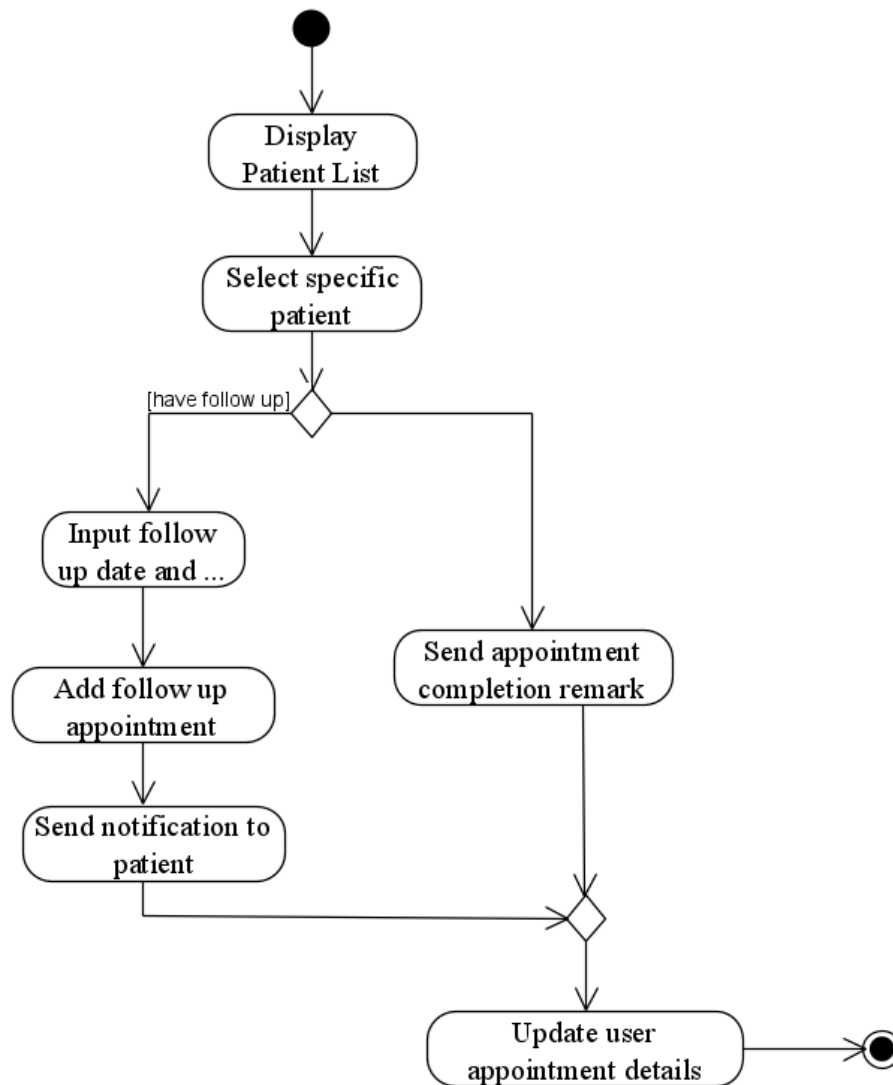 Display
Patient List
Select specific
patient
[have follow up]
Input follow
up date and ...
Add follow up
appointment
Send notification to
patient
Send appointment
completion remark
Update user
appointment details